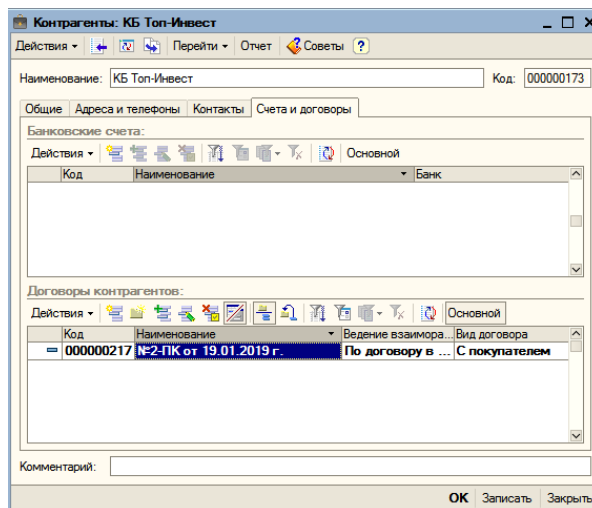 Контрагенты: КБ Топ-Инвест
Действия Перейти Отчет Советы ?
Наименование: КБ Топ-Инвест Код: 000000173
Общие Адреса и телефоны Контакты Счета и договоры
Банковские счета:
Действия Основной
Код Наименование Банк
Договоры контрагентов:
Действия Основной
Код Наименование Ведение взаимора... Вид договора
000000217 №2-ПК от 19.01.2019 г. По договору в ... С покупателем
Комментарий:
OK Записать Закрыть